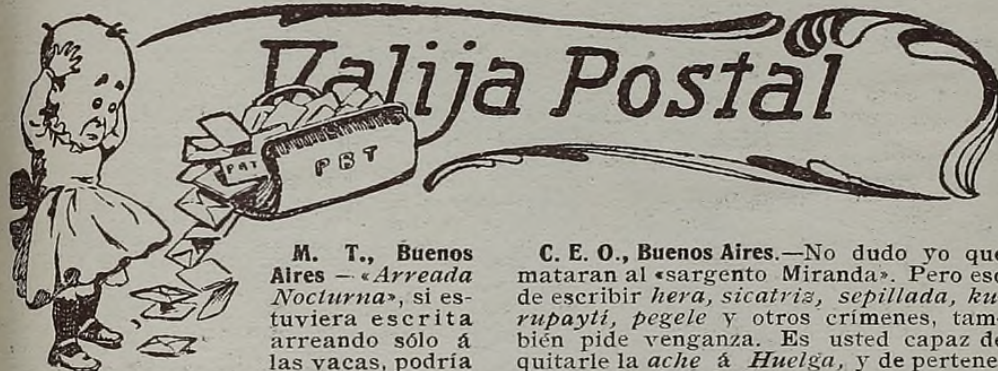 Valija Postal
PBT
PBT
M. T., Buenos
Aires – «Arreada
Nocturna», si es-
tuviera escrita
arreando sólo á
las vacas, podría
C. E. O., Buenos Aires.—No dudo yo que
mataran al «sargento Miranda». Pero eso
de escribir hera, sicatriz, sepillada, ku-
rupaytí, pegele y otros crímenes, tam-
bién pide venganza. Es usted capaz de
quitarle la ache á Huelga, y de pertene-